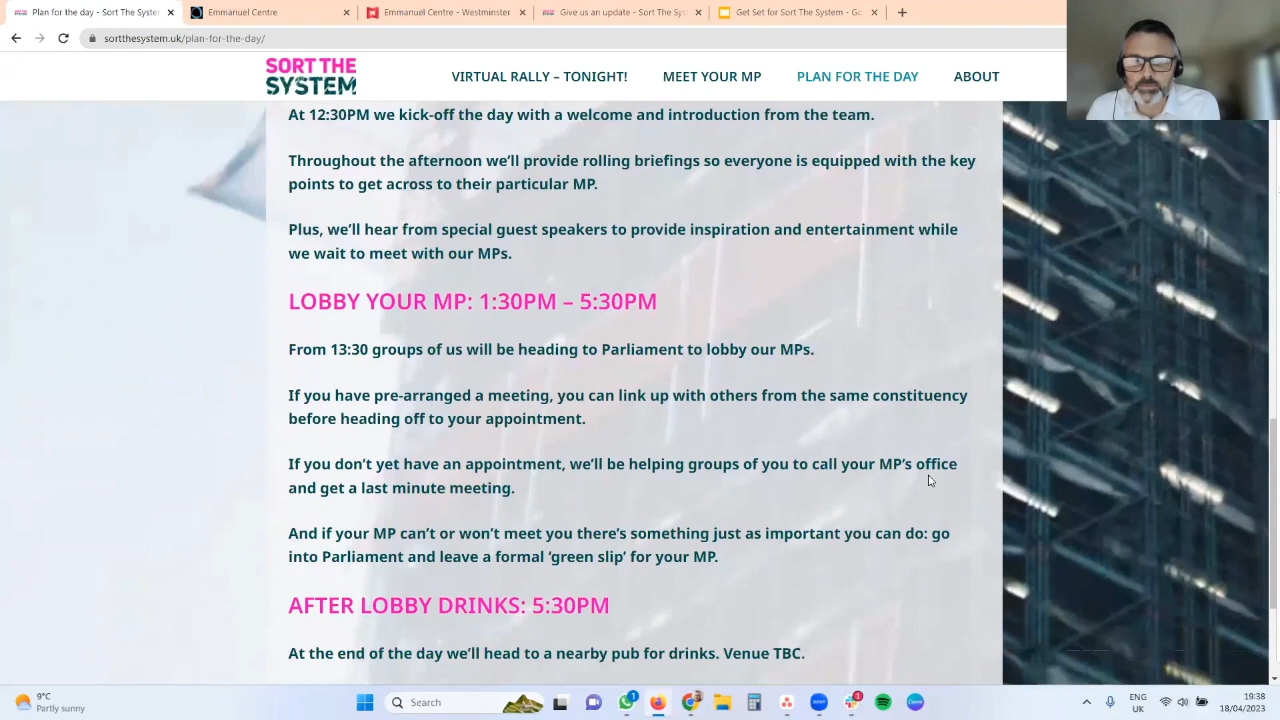 Plan for the day - Sort The Syst
Emmanuel Centre
Westminster to Emmanuel Centre
Give us an update - Sort The Sys
Get Set for Sort The System - Go
sortthesystem.uk/plan-for-the-day/
SORT THE
SYSTEM
VIRTUAL RALLY – TONIGHT!
MEET YOUR MP
PLAN FOR THE DAY
ABOUT
At 12:30PM we kick-off the day with a welcome and introduction from the team.
Throughout the afternoon we'll provide rolling briefings so everyone is equipped with the key
points to get across to their particular MP.
Plus, we'll hear from special guest speakers to provide inspiration and entertainment while
we wait to meet with our MPs.
LOBBY YOUR MP: 1:30PM – 5:30PM
From 13:30 groups of us will be heading to Parliament to lobby our MPs.
If you have pre-arranged a meeting, you can link up with others from the same constituency
before heading off to your appointment.
If you don't yet have an appointment, we'll be helping groups of you to call your MP's office
and get a last minute meeting.
And if your MP can't or won't meet you there's something just as important you can do: go
into Parliament and leave a formal 'green slip' for your MP.
AFTER LOBBY DRINKS: 5:30PM
At the end of the day we'll head to a nearby pub for drinks. Venue TBC.
9°C
Partly sunny
Search
1
3
ENG
UK
19:38
18/04/2023